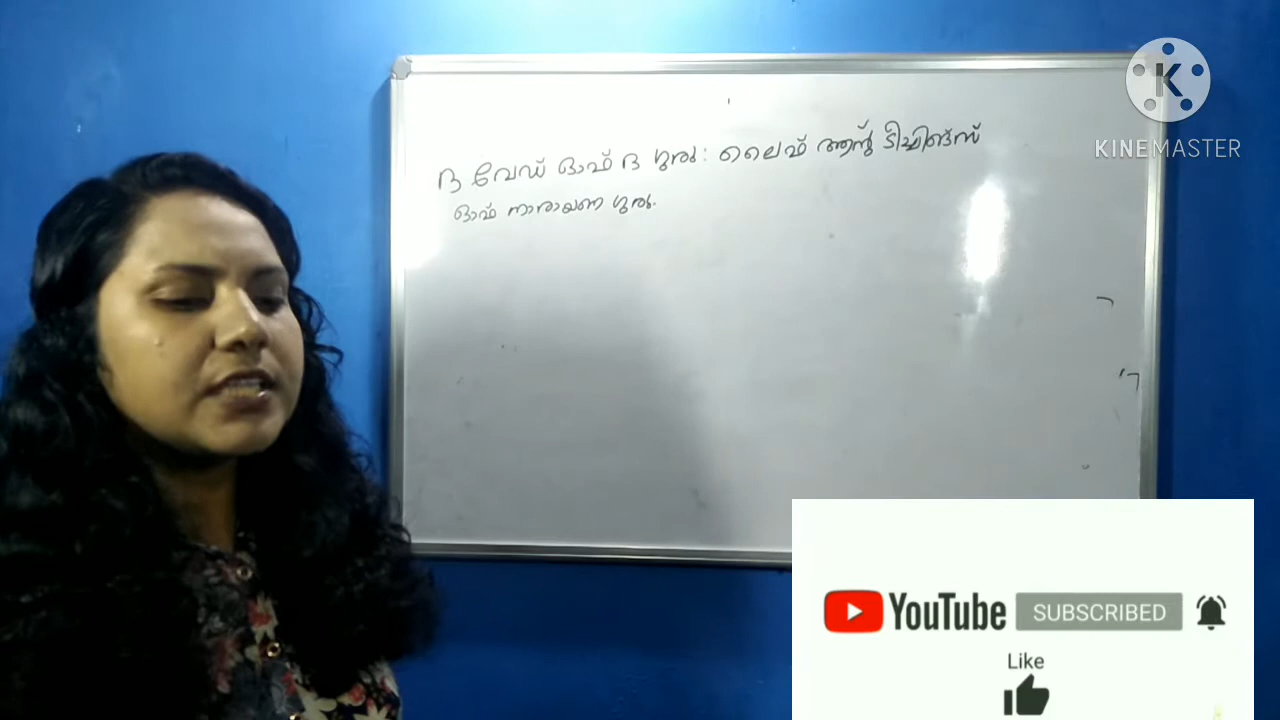 ദ വേഡ് ഓഫ് ദ ഗുരു: ലൈഫ് ആന്റ് ടീച്ചിങ്ങ്സ്
ഓഫ് നാരായണ ഗുരു.
KINEMASTER
YouTube SUBSCRIBED
Like